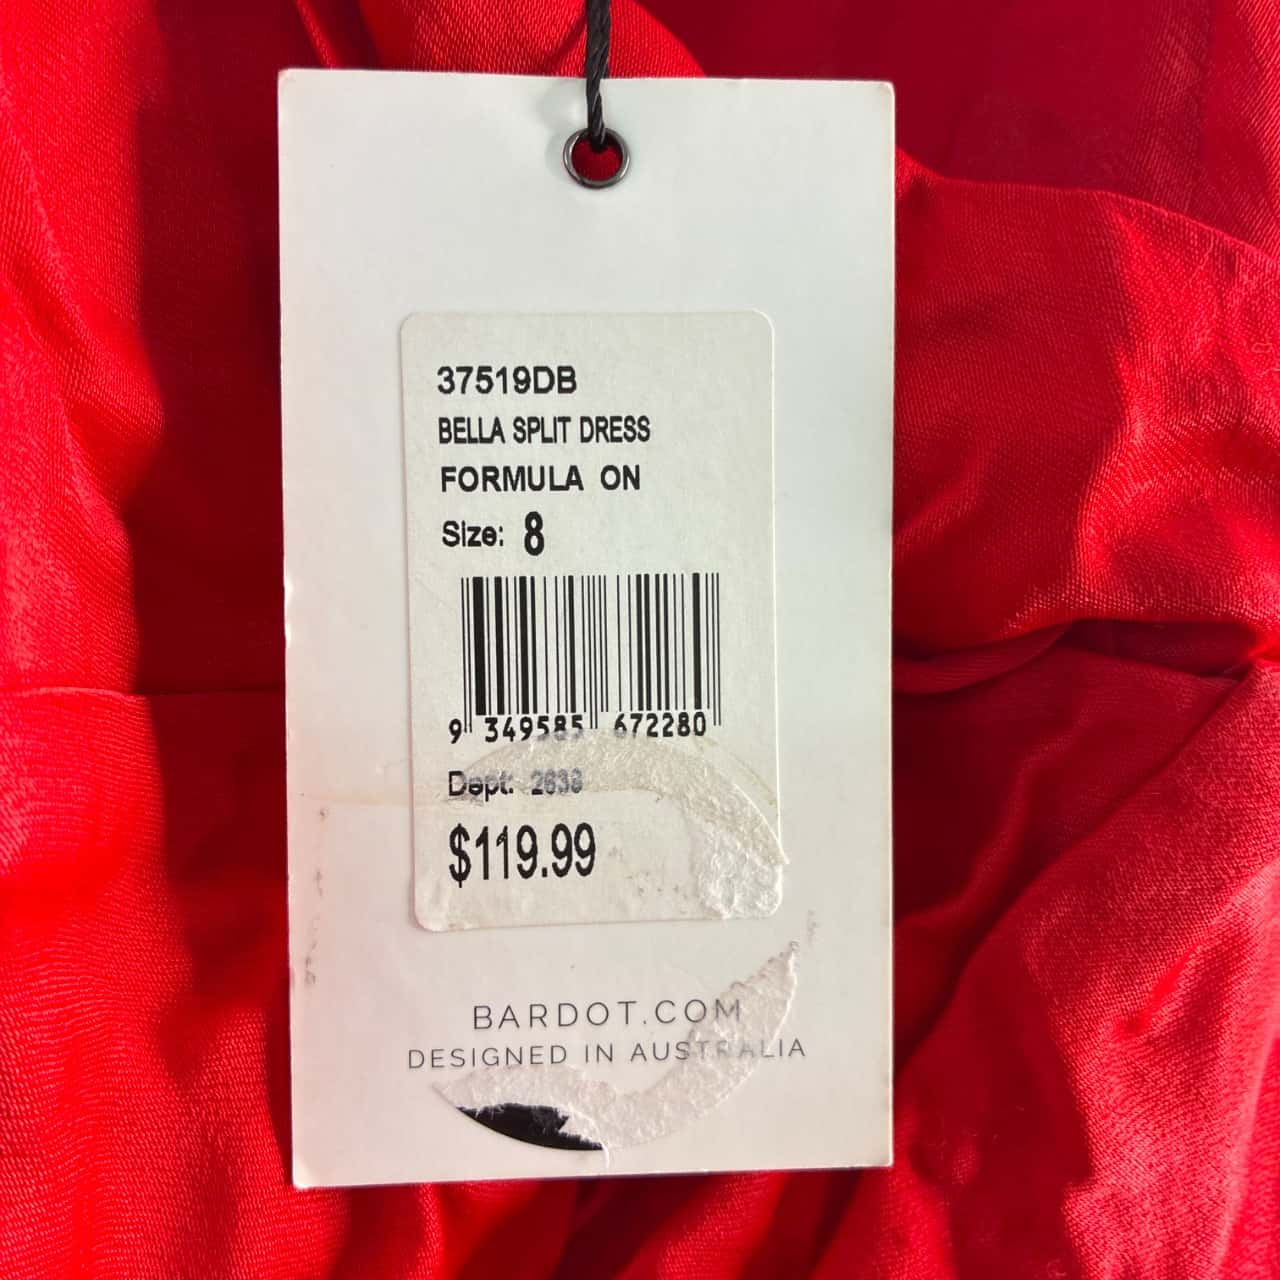 37519DB
BELLA SPLIT DRESS
FORMULA ON
Size: 8
9 349585 672280
Dept: 2638
$119.99
BARDOT.COM
DESIGNED IN AUSTRALIA